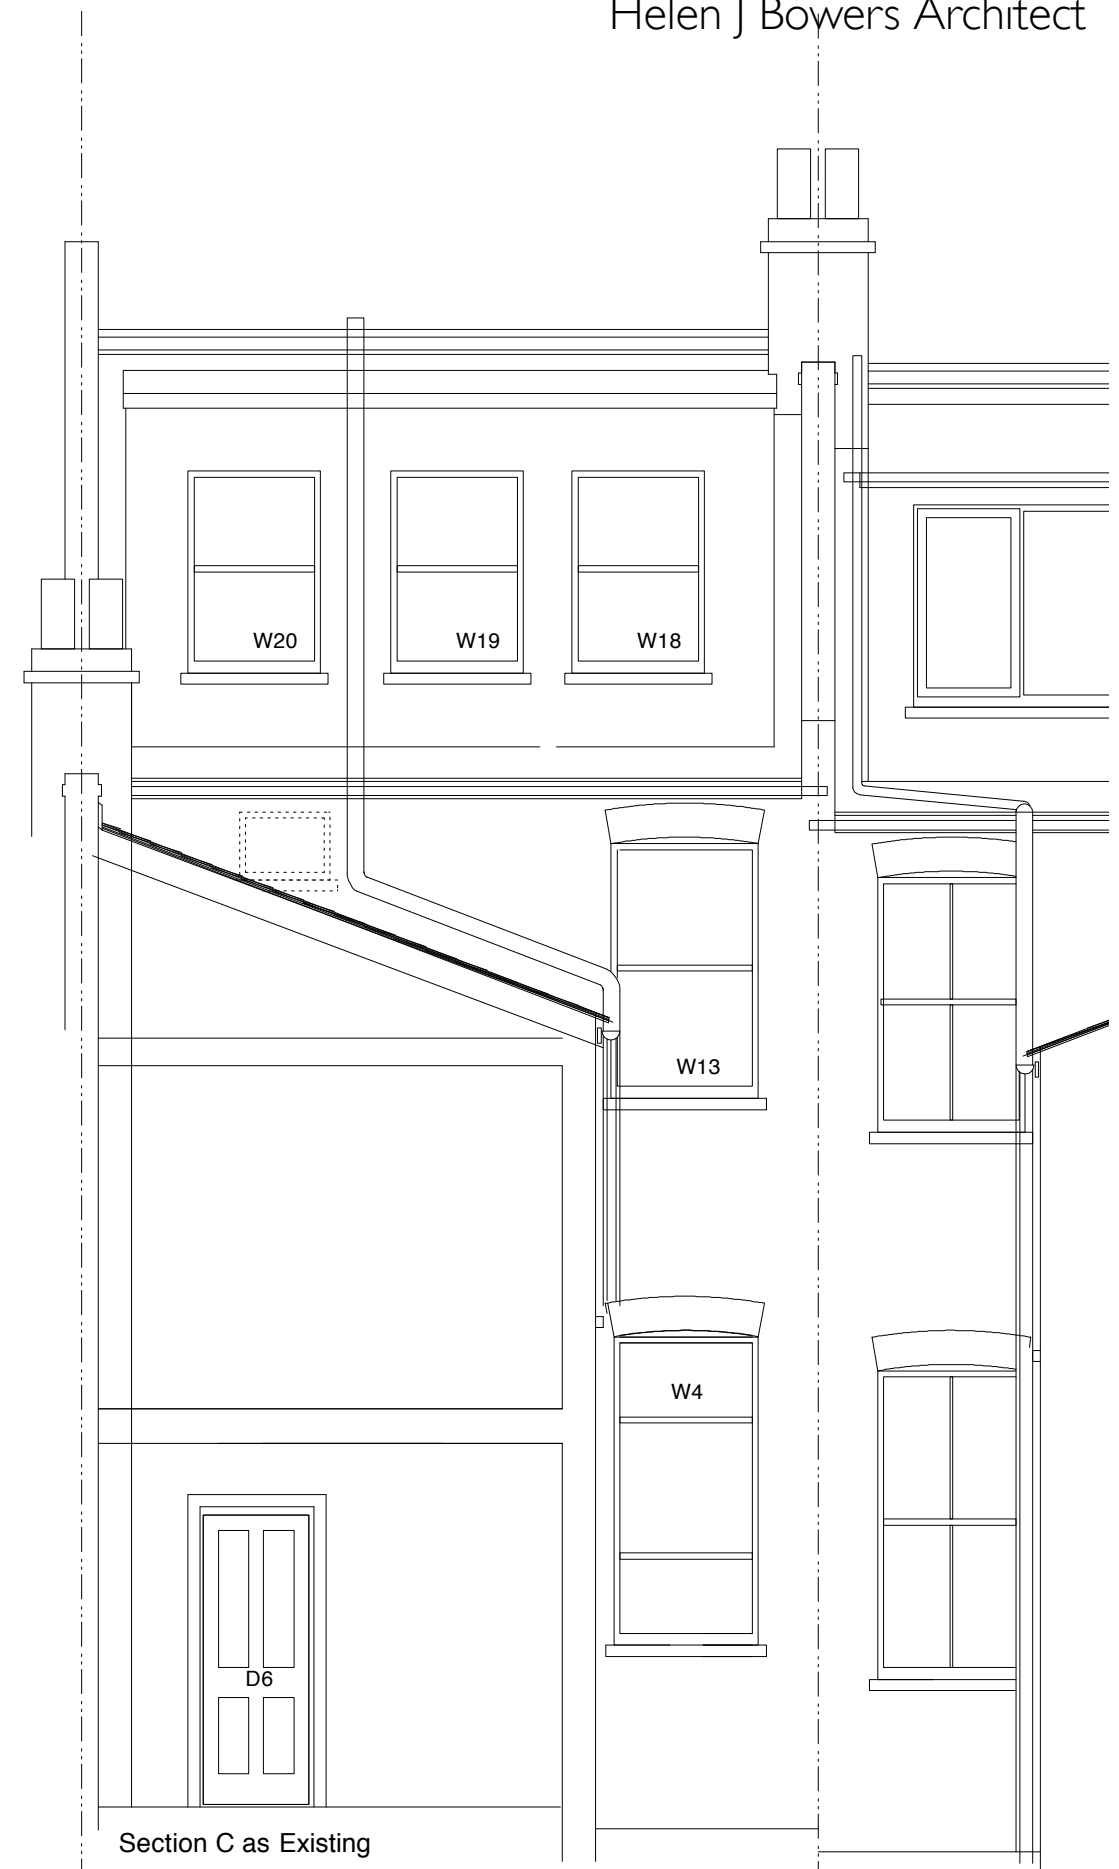 Helen J Bowers Architect
W20
W19
W18
W13
W4
D6
Section C as Existing